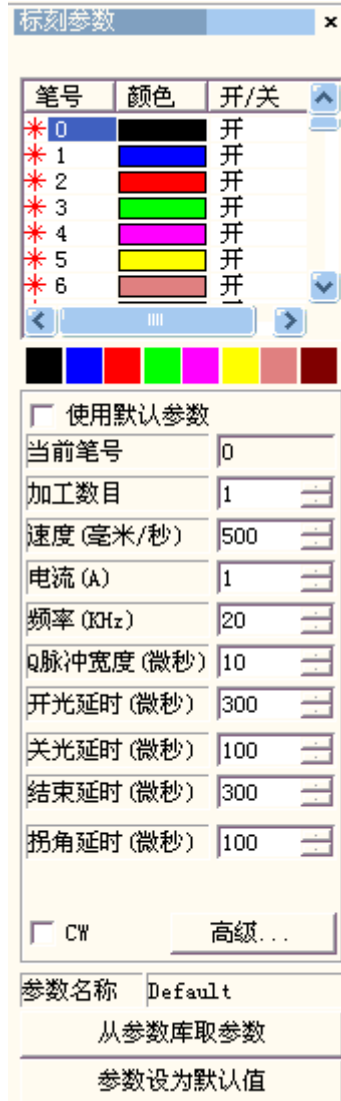 标刻参数
笔号 颜色 开/关
0 开
1 开
2 开
3 开
4 开
5 开
6 开
使用默认参数
当前笔号 0
加工数目 1
速度(毫米/秒) 500
电流(A) 1
频率(KHz) 20
Q脉冲宽度(微秒) 10
开光延时(微秒) 300
关光延时(微秒) 100
结束延时(微秒) 300
拐角延时(微秒) 100
CW 高级...
参数名称 Default
从参数库取参数
参数设为默认值